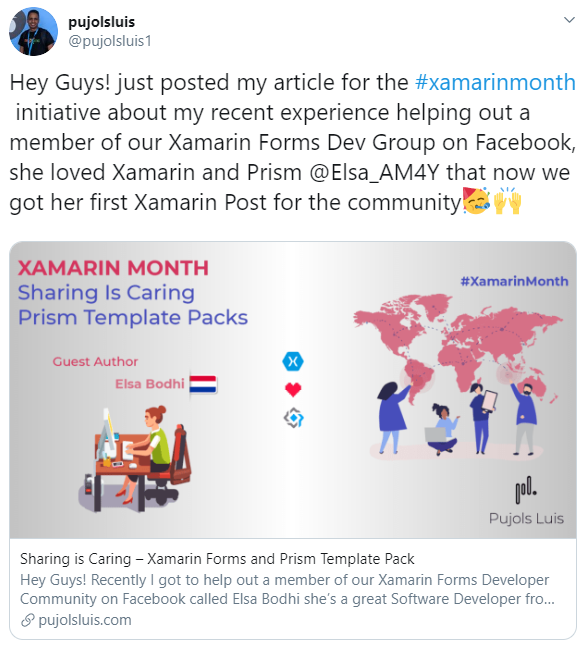 pujolsluis
@pujolsluis1
Hey Guys! just posted my article for the #xamarinmonth
initiative about my recent experience helping out a
member of our Xamarin Forms Dev Group on Facebook,
she loved Xamarin and Prism @Elsa_AM4Y that now we
got her first Xamarin Post for the community🥳🙌
XAMARIN MONTH
Sharing Is Caring
Prism Template Packs
#XamarinMonth
Guest Author
Elsa Bodhi
Pujols Luis
Sharing is Caring – Xamarin Forms and Prism Template Pack
Hey Guys! Recently I got to help out a member of our Xamarin Forms Developer
Community on Facebook called Elsa Bodhi she’s a great Software Developer fro...
pujolsluis.com